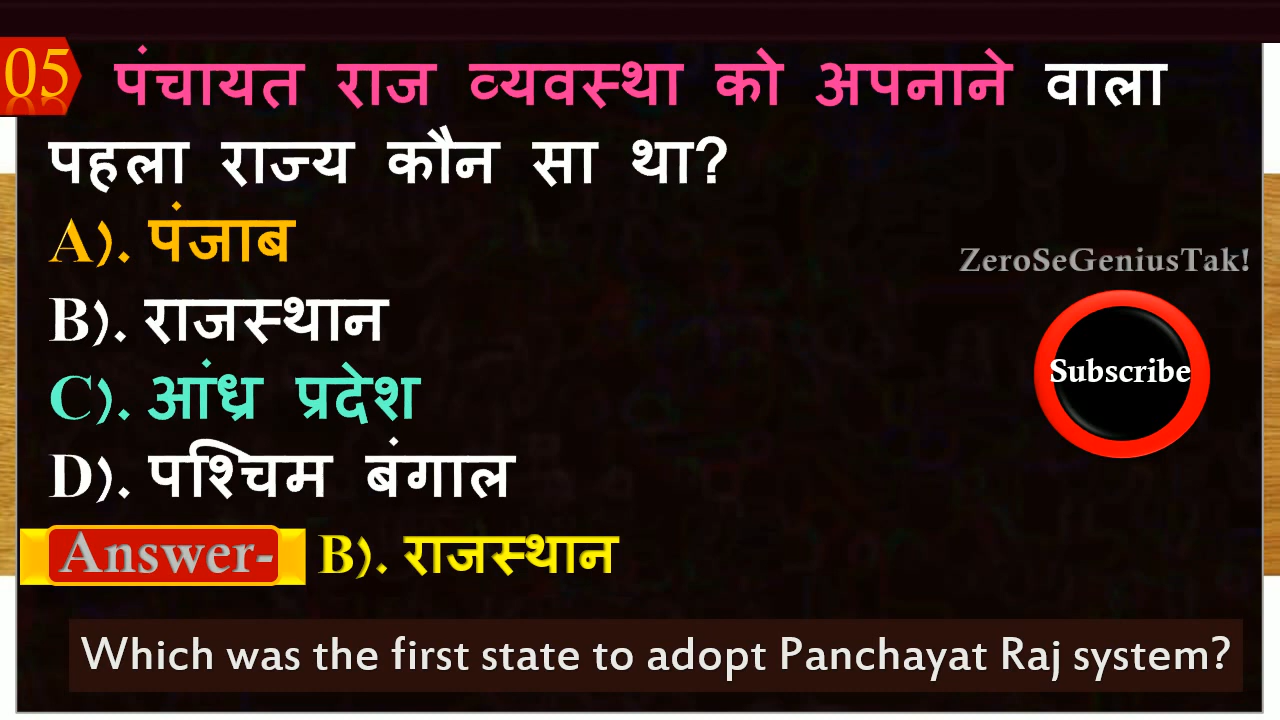 05
पंचायत राज व्यवस्था को अपनाने वाला
पहला राज्य कौन सा था?
A). पंजाब
ZeroSeGeniusTak!
B). राजस्थान
Subscribe
C). आंध्र प्रदेश
D). पश्चिम बंगाल
Answer- B). राजस्थान
Which was the first state to adopt Panchayat Raj system?